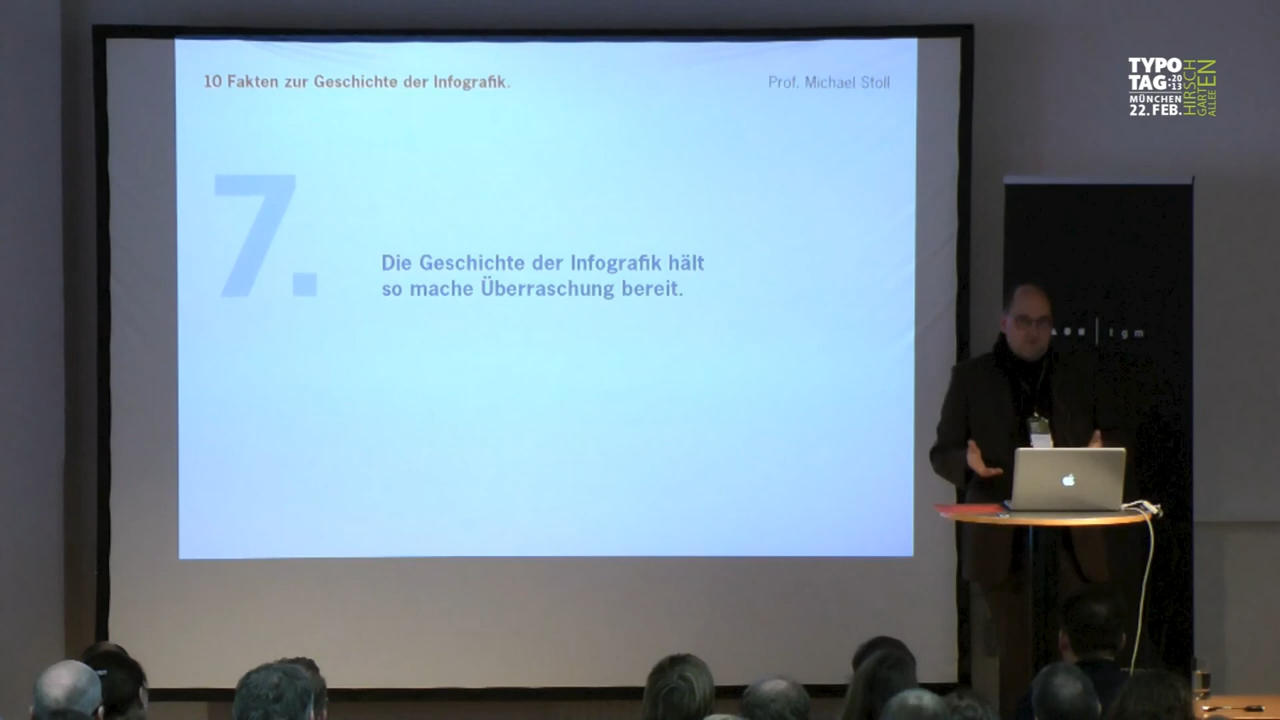 10 Fakten zur Geschichte der Infografik.
Prof. Michael Stoll
7.
Die Geschichte der Infografik hält
so mache Überraschung bereit.
TYPO
TAG 20
13
MÜNCHEN
22. FEB.
HIRSCH
GARTEN
ALLEE
tgm